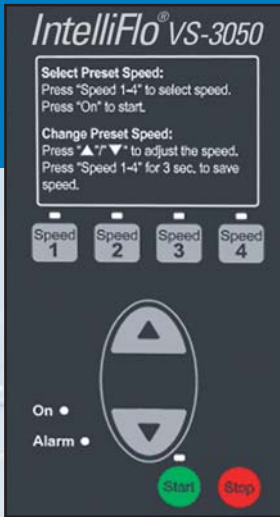 IntelliFlo® VS-3050
Select Preset Speed:
Press "Speed 1-4" to select speed.
Press "On" to start.
Change Preset Speed:
Press "▲"/"▼" to adjust the speed.
Press "Speed 1-4" for 3 sec. to save
speed.
Speed 1 Speed 2 Speed 3 Speed 4
On
Alarm
Start Stop